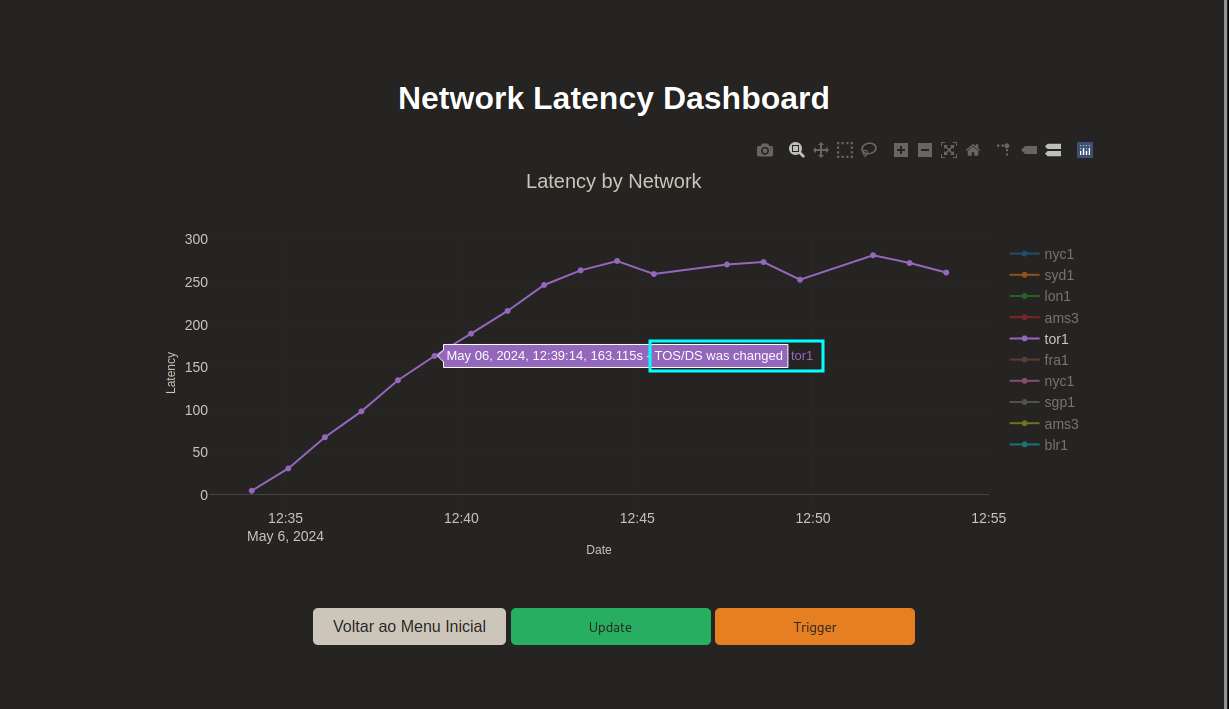 Network Latency Dashboard
Latency by Network
300
250
200
150
100
50
0
Latency
May 06, 2024, 12:39:14, 163.115s - TOS/DS was changed tor1
12:35
May 6, 2024
12:40
12:45
12:50
12:55
Date
nyc1
syd1
lon1
ams3
tor1
fra1
nyc1
sgp1
ams3
blr1
Voltar ao Menu Inicial
Update
Trigger